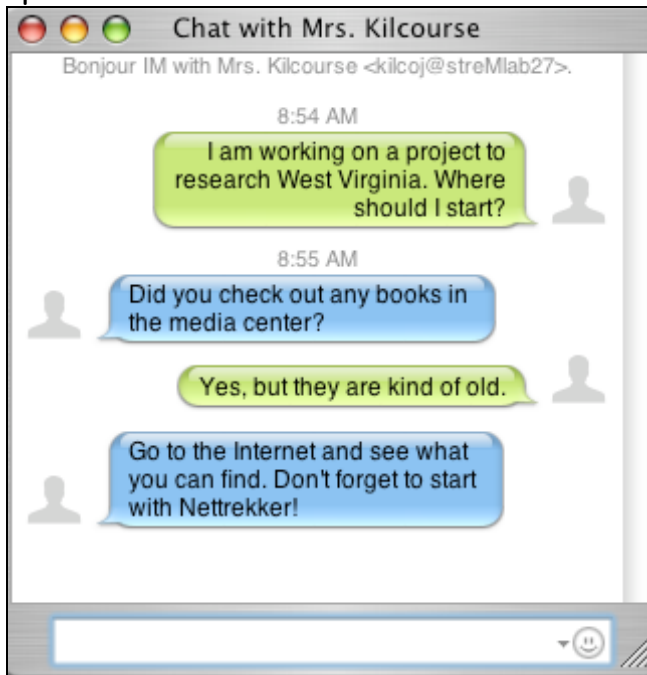 Chat with Mrs. Kilcourse
Bonjour IM with Mrs. Kilcourse <kilcoj@streMlab27>.
8:54 AM
I am working on a project to
research West Virginia. Where
should I start?
8:55 AM
Did you check out any books in
the media center?
Yes, but they are kind of old.
Go to the Internet and see what
you can find. Don't forget to start
with Nettrekker!